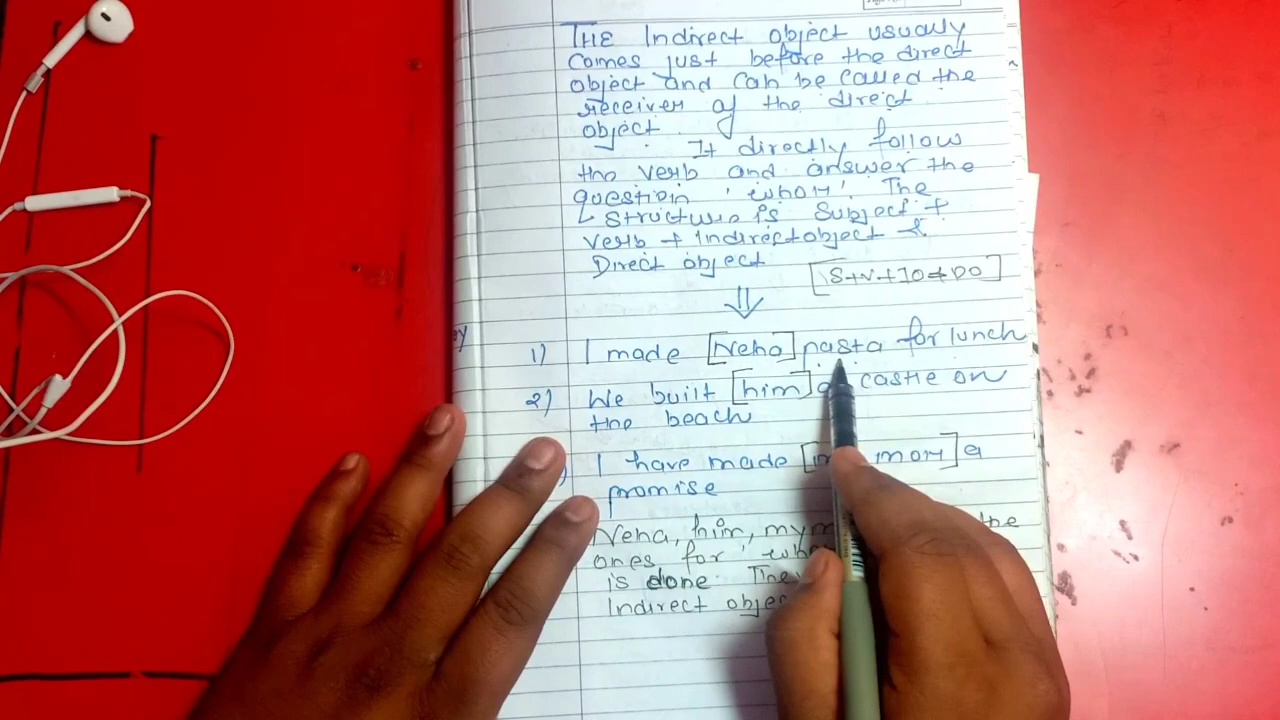 THE Indirect object usually
comes just before the direct
object and can be called the
receiver of the direct
object. It directly follow
the verb and answer the
question 'whom'. The
structure is Subject +
verb + Indirect object +
Direct object
[S+V+IO+DO]
1) I made [Neha] pasta for lunch
2) We built [him] a castle on
the beach
I have made [ mom] a
promise
Neha, him, my the
ones for
is done. They
Indirect